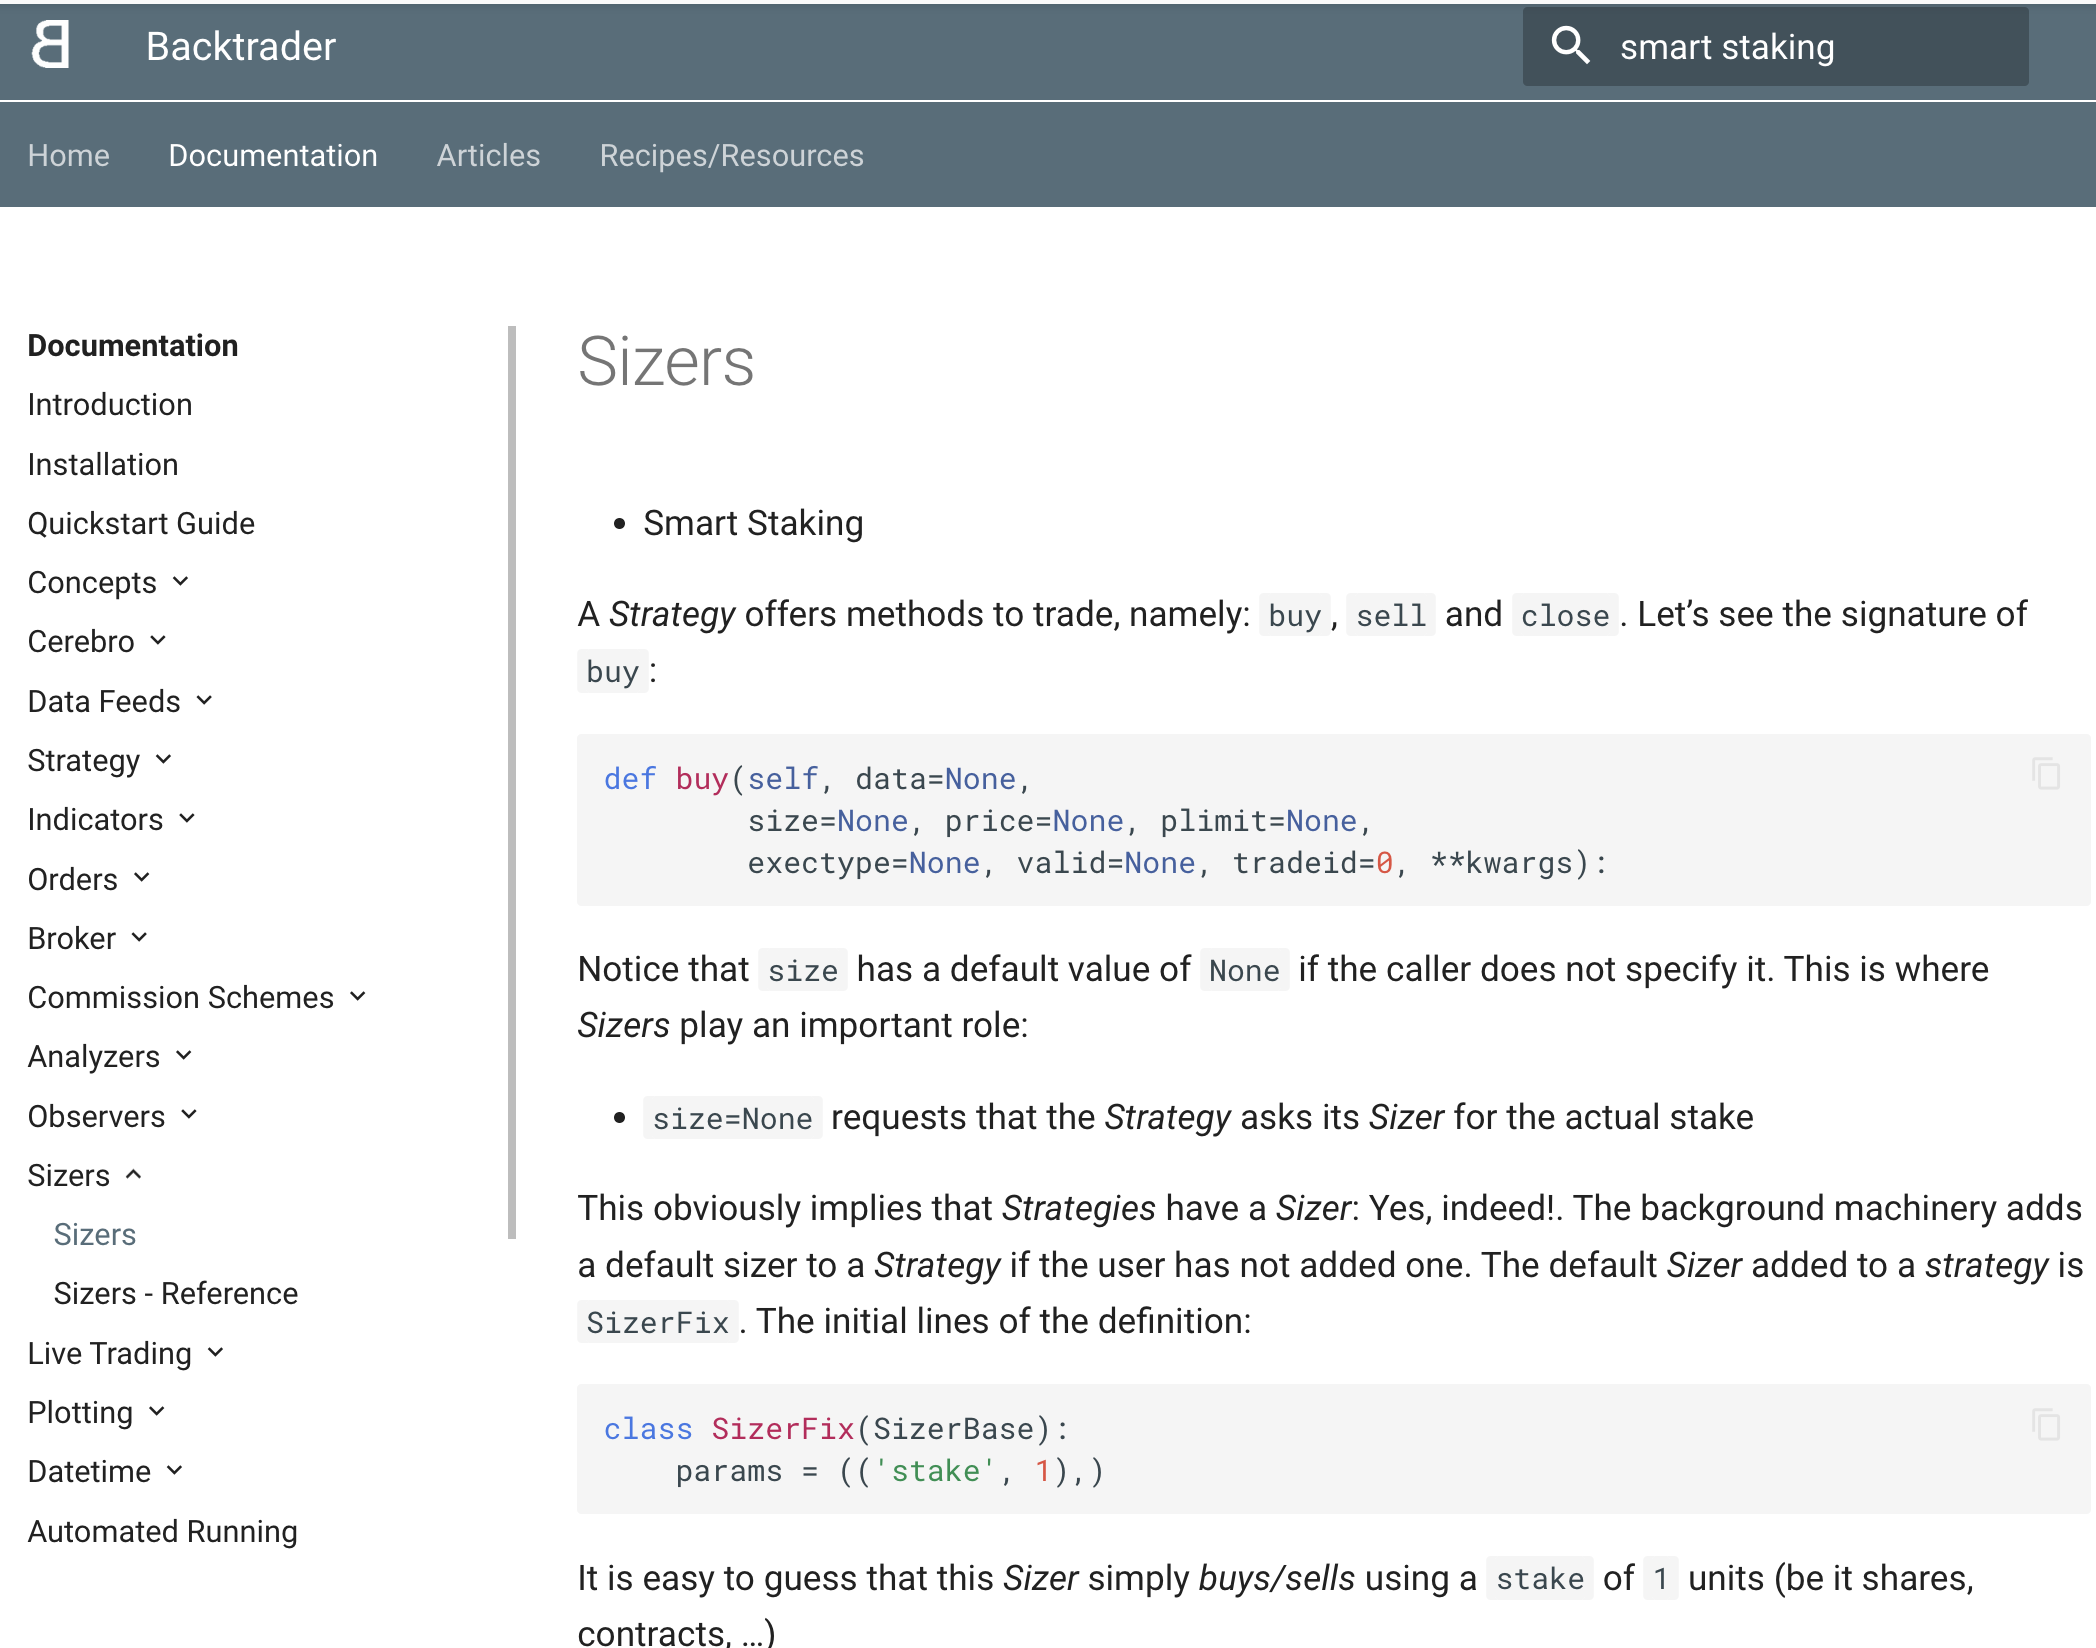 Backtrader
smart staking
Home Documentation Articles Recipes/Resources
Documentation
Introduction
Installation
Quickstart Guide
Concepts
Cerebro
Data Feeds
Strategy
Indicators
Orders
Broker
Commission Schemes
Analyzers
Observers
Sizers
Sizers
Sizers - Reference
Live Trading
Plotting
Datetime
Automated Running
Sizers
• Smart Staking
A Strategy offers methods to trade, namely: buy, sell and close. Let’s see the signature of
buy:
def buy(self, data=None,
        size=None, price=None, plimit=None,
        exectype=None, valid=None, tradeid=0, **kwargs):
Notice that size has a default value of None if the caller does not specify it. This is where
Sizers play an important role:
• size=None requests that the Strategy asks its Sizer for the actual stake
This obviously implies that Strategies have a Sizer: Yes, indeed!. The background machinery adds
a default sizer to a Strategy if the user has not added one. The default Sizer added to a strategy is
SizerFix. The initial lines of the definition:
class SizerFix(SizerBase):
    params = (('stake', 1),)
It is easy to guess that this Sizer simply buys/sells using a stake of 1 units (be it shares,
contracts, …)